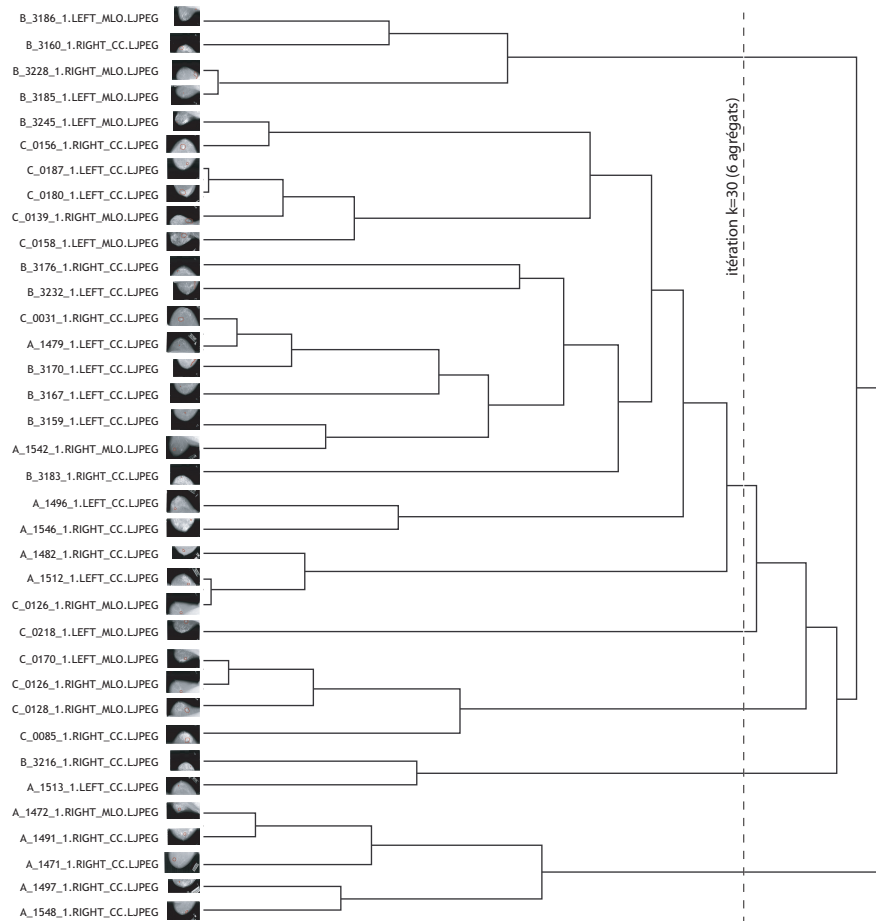 B_3186_1.LEFT_MLO.LJPEG
B_3160_1.RIGHT_CC.LJPEG
B_3228_1.RIGHT_MLO.LJPEG
B_3185_1.LEFT_MLO.LJPEG
B_3245_1.LEFT_MLO.LJPEG
C_0156_1.RIGHT_CC.LJPEG
C_0187_1.LEFT_CC.LJPEG
C_0180_1.LEFT_CC.LJPEG
C_0139_1.RIGHT_MLO.LJPEG
C_0158_1.LEFT_MLO.LJPEG
B_3176_1.RIGHT_CC.LJPEG
B_3232_1.LEFT_CC.LJPEG
C_0031_1.RIGHT_CC.LJPEG
A_1479_1.LEFT_CC.LJPEG
B_3170_1.LEFT_CC.LJPEG
B_3167_1.LEFT_CC.LJPEG
B_3159_1.LEFT_CC.LJPEG
A_1542_1.RIGHT_MLO.LJPEG
B_3183_1.RIGHT_CC.LJPEG
A_1496_1.LEFT_CC.LJPEG
A_1546_1.RIGHT_CC.LJPEG
A_1482_1.RIGHT_CC.LJPEG
A_1512_1.LEFT_CC.LJPEG
C_0126_1.RIGHT_MLO.LJPEG
C_0218_1.LEFT_MLO.LJPEG
C_0170_1.LEFT_MLO.LJPEG
C_0126_1.RIGHT_MLO.LJPEG
C_0128_1.RIGHT_MLO.LJPEG
C_0085_1.RIGHT_CC.LJPEG
B_3216_1.RIGHT_CC.LJPEG
A_1513_1.LEFT_CC.LJPEG
A_1472_1.RIGHT_MLO.LJPEG
A_1491_1.RIGHT_CC.LJPEG
A_1471_1.RIGHT_CC.LJPEG
A_1497_1.RIGHT_CC.LJPEG
A_1548_1.RIGHT_CC.LJPEG
itération k=30 (6 agrégats)